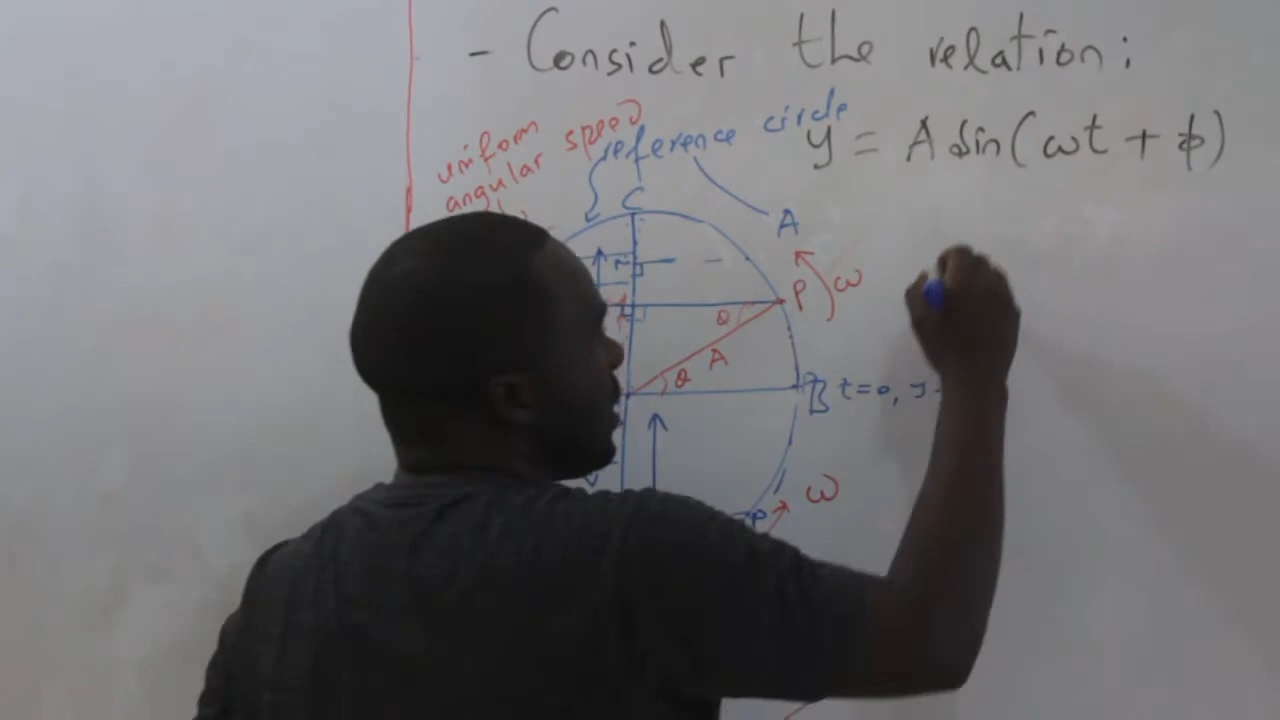 - Consider the relation:
y = A sin(ωt + ϕ)
uniform
angular speed
reference circle
C
A
P
ω
θ
θ
A
B t=0, y
ω
P